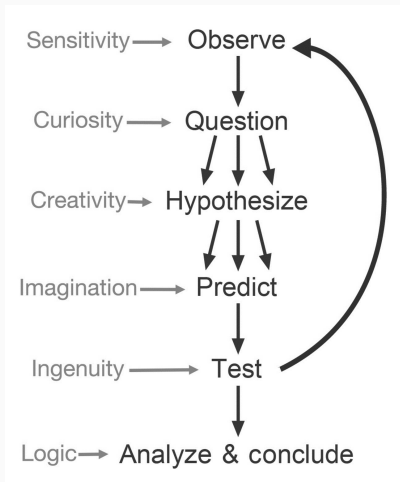 Sensitivity Observe
Curiosity Question
Creativity Hypothesize
Imagination Predict
Ingenuity Test
Logic Analyze & conclude